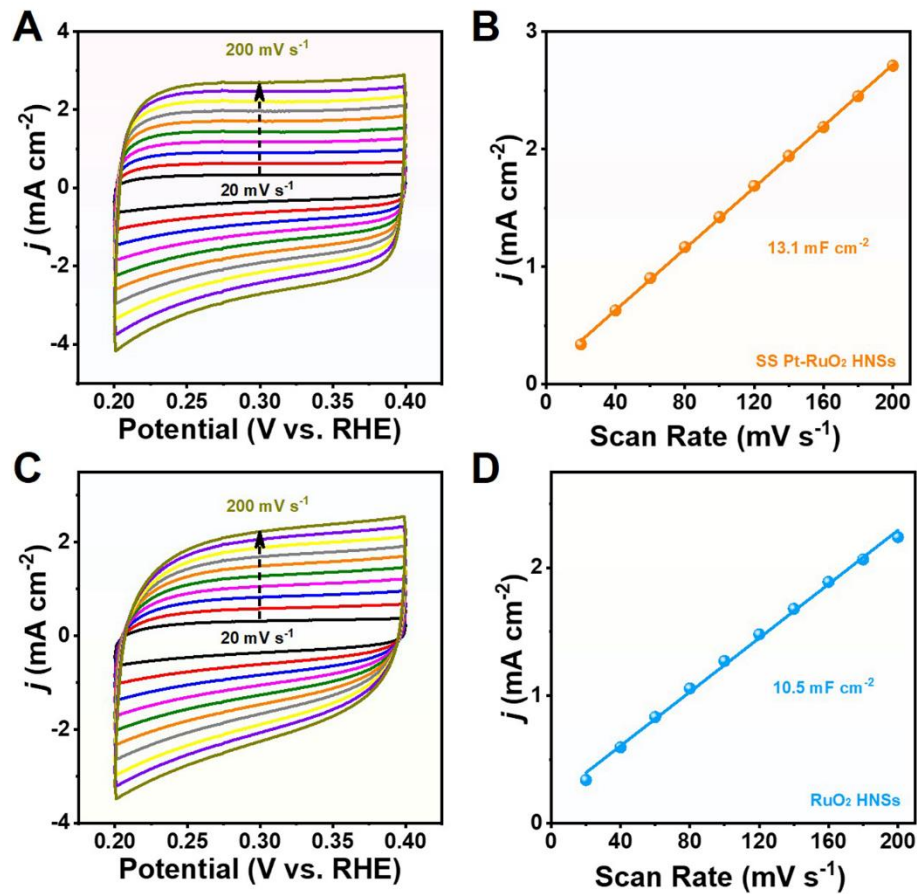 A
4
2
0
-2
-4
j (mA cm⁻²)
200 mV s⁻¹
20 mV s⁻¹
0.20 0.25 0.30 0.35 0.40
Potential (V vs. RHE)
B
3
2
1
0
j (mA cm⁻²)
13.1 mF cm⁻²
SS Pt-RuO₂ HNSs
0 40 80 120 160 200
Scan Rate (mV s⁻¹)
C
2
0
-2
-4
j (mA cm⁻²)
200 mV s⁻¹
20 mV s⁻¹
0.20 0.25 0.30 0.35 0.40
Potential (V vs. RHE)
D
2
1
0
j (mA cm⁻²)
10.5 mF cm⁻²
RuO₂ HNSs
0 40 80 120 160 200
Scan Rate (mV s⁻¹)